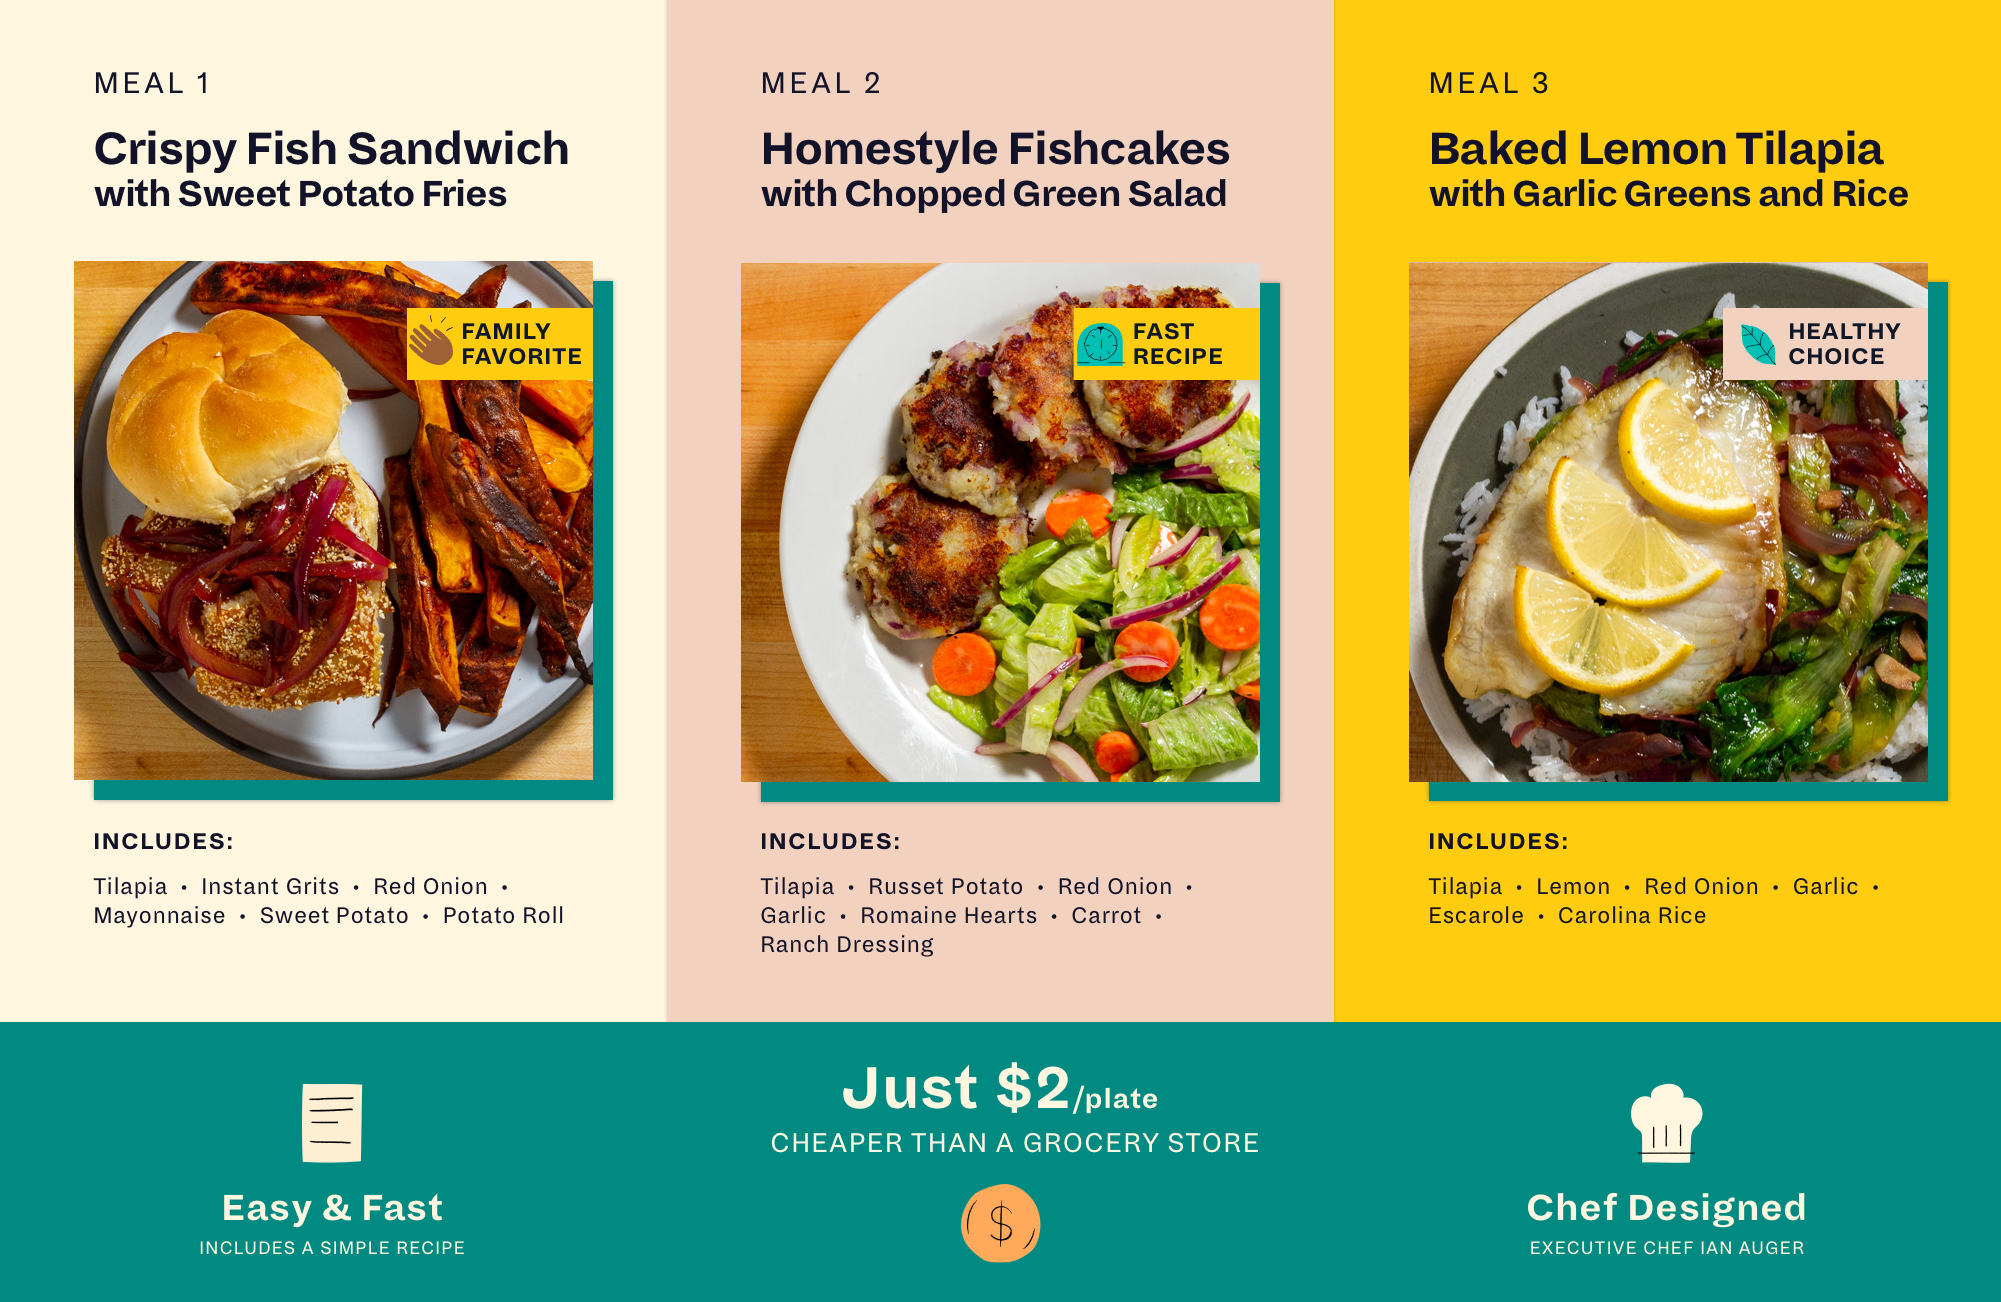 MEAL 1
Crispy Fish Sandwich
with Sweet Potato Fries
FAMILY
FAVORITE
INCLUDES:
Tilapia • Instant Grits • Red Onion •
Mayonnaise • Sweet Potato • Potato Roll
MEAL 2
Homestyle Fishcakes
with Chopped Green Salad
FAST
RECIPE
INCLUDES:
Tilapia • Russet Potato • Red Onion •
Garlic • Romaine Hearts • Carrot •
Ranch Dressing
MEAL 3
Baked Lemon Tilapia
with Garlic Greens and Rice
HEALTHY
CHOICE
INCLUDES:
Tilapia • Lemon • Red Onion • Garlic •
Escarole • Carolina Rice
Easy & Fast
INCLUDES A SIMPLE RECIPE
Just $2/plate
CHEAPER THAN A GROCERY STORE
$
Chef Designed
EXECUTIVE CHEF IAN AUGER